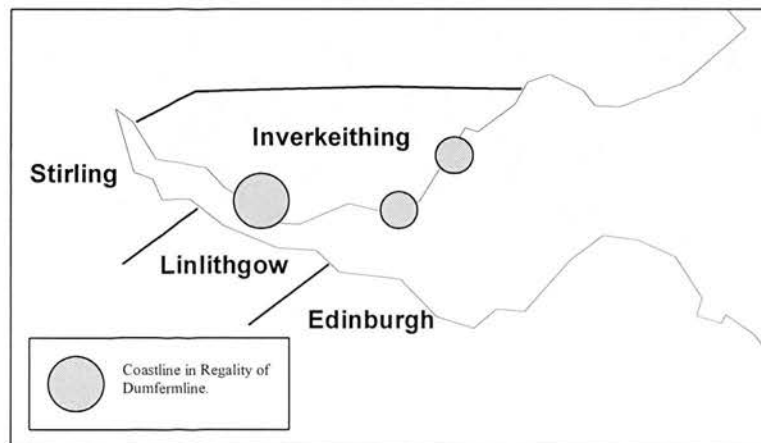 Inverkeithing
Stirling
Linlithgow
Edinburgh
Coastline in Regality of
Dumfermline.